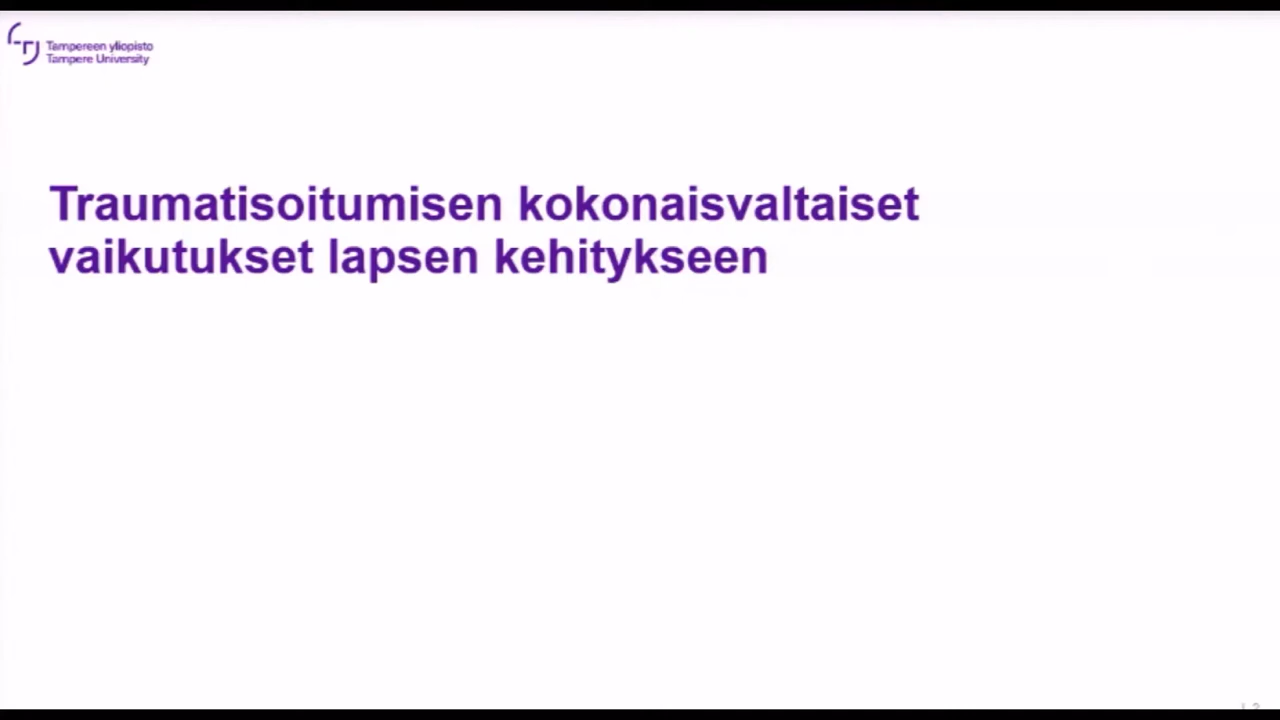 Tampereen yliopisto
Tampere University
Traumatisoitumisen kokonaisvaltaiset
vaikutukset lapsen kehitykseen